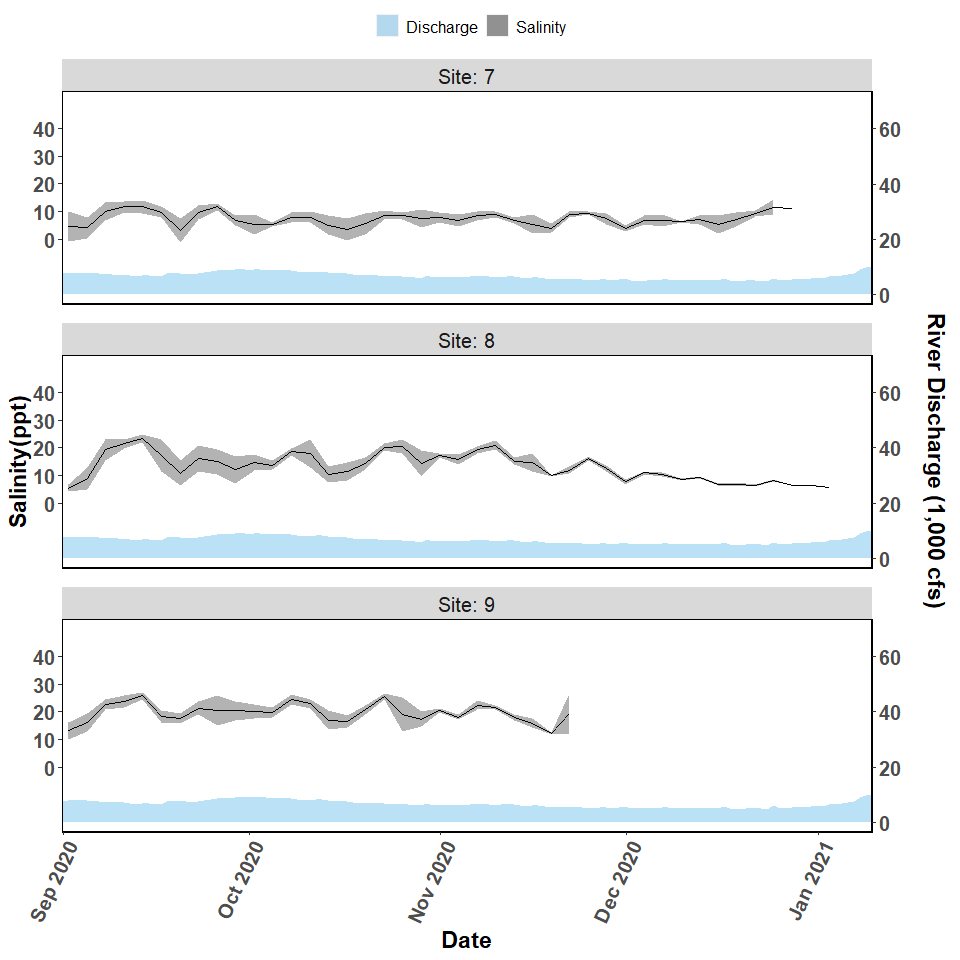 Discharge Salinity
Site: 7
40 60
30
20 40
10
0 20
0
Site: 8
40 60
30
20 40
10
0 20
0
Site: 9
40 60
30
20 40
10
0 20
0
Salinity(ppt)
River Discharge (1,000 cfs)
Sep 2020 Oct 2020 Nov 2020 Dec 2020 Jan 2021
Date